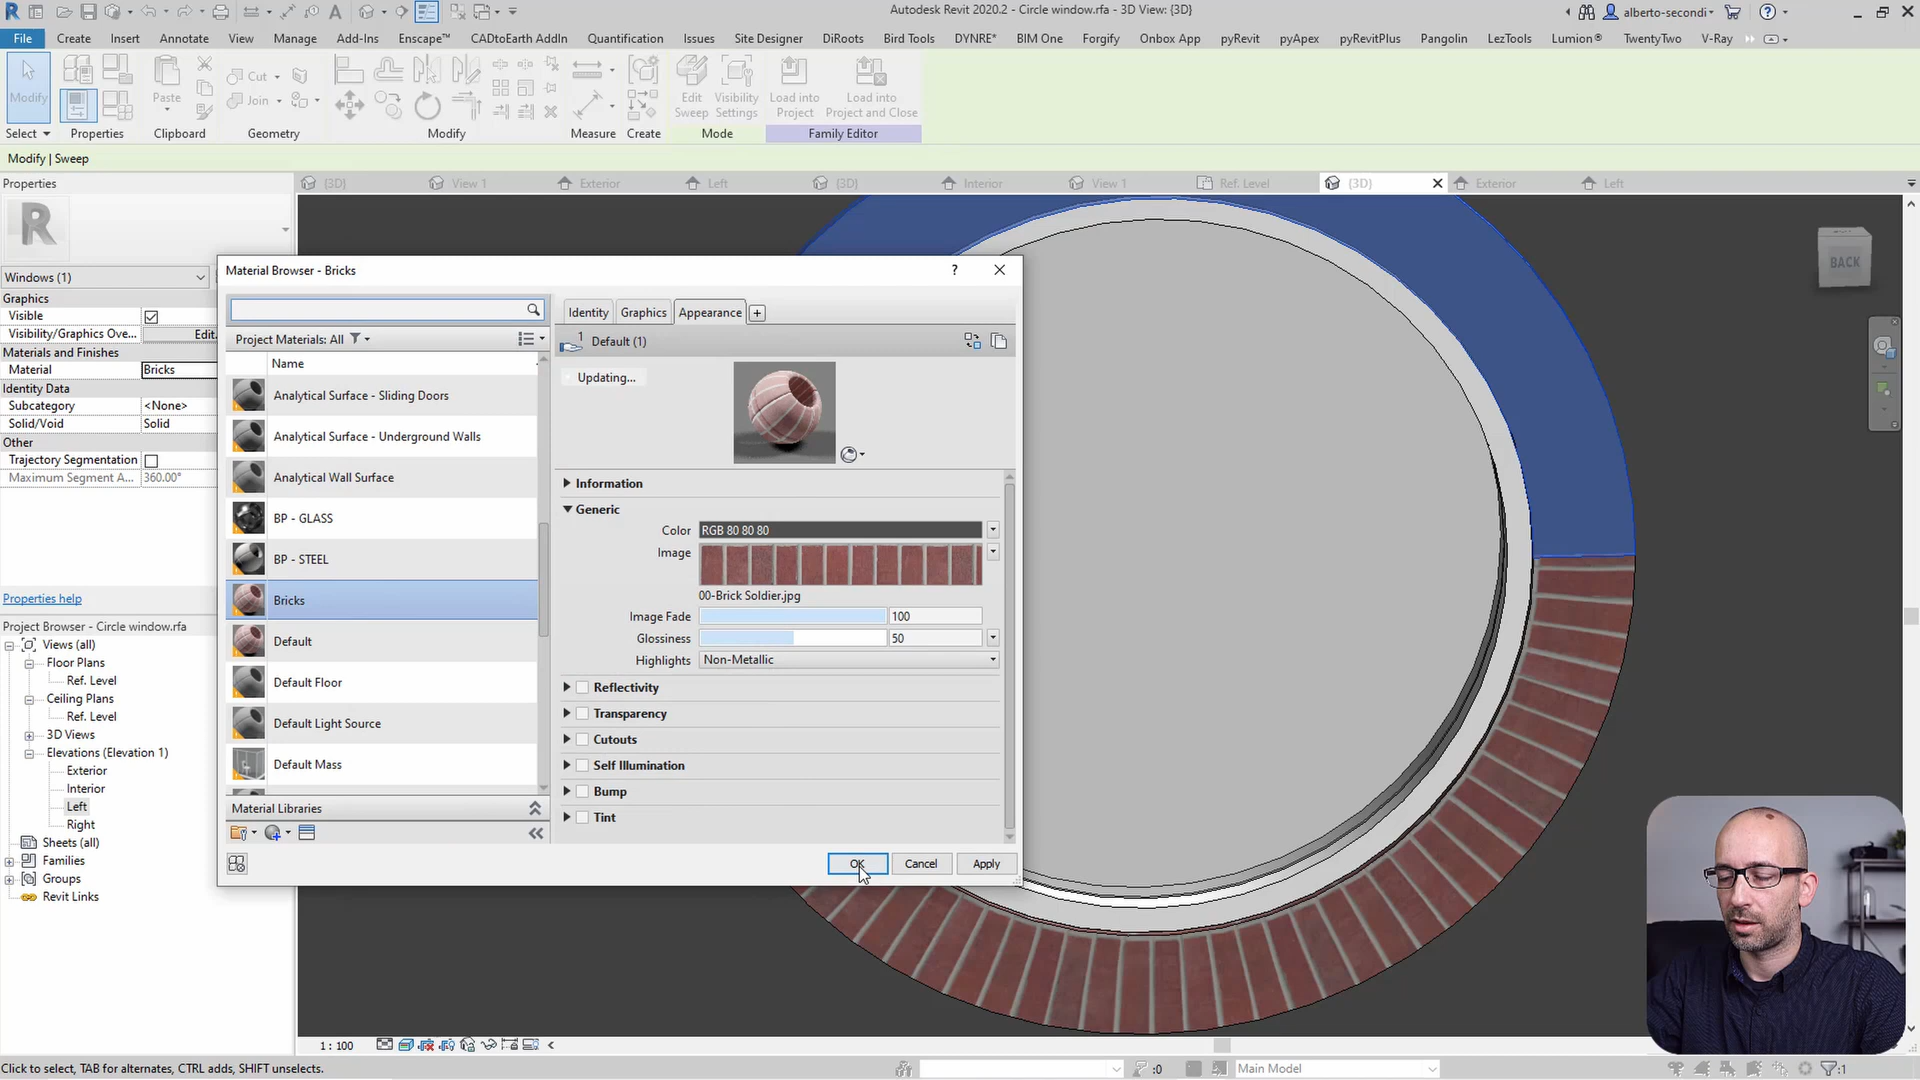 Autodesk Revit 2020.2 - Circle window.rfa - 3D View: {3D}
alberto-secondi
File Create Insert Annotate View Manage Add-Ins Enscape™ CADtoEarth AddIn Quantification Issues Site Designer DiRoots Bird Tools DYNRE* BIM One Forgify Onbox App pyRevit pyApex pyRevitPlus Pangolin LezTools Lumion® TwentyTwo V-Ray
Modify Paste Cut Join Edit Sweep Visibility Settings Load into Project Load into Project and Close
Select Properties Clipboard Geometry Modify Measure Create Mode Family Editor
Modify | Sweep
Properties {3D} View 1 Exterior Left {3D} Interior View 1 Ref. Level {3D} Exterior Left
R
BACK
Windows (1)
Graphics
Visible
Visibility/Graphics Ove... Edit.
Materials and Finishes
Material Bricks
Identity Data
Subcategory <None>
Solid/Void Solid
Other
Trajectory Segmentation
Maximum Segment A... 360.00°
Properties help
Project Browser - Circle window.rfa
Views (all)
Floor Plans
Ref. Level
Ceiling Plans
Ref. Level
3D Views
Elevations (Elevation 1)
Exterior
Interior
Left
Right
Sheets (all)
Families
Groups
Revit Links
Material Browser - Bricks
?
Project Materials: All
Name
Analytical Surface - Sliding Doors
Analytical Surface - Underground Walls
Analytical Wall Surface
BP - GLASS
BP - STEEL
Bricks
Default
Default Floor
Default Light Source
Default Mass
Material Libraries
Identity Graphics Appearance +
1 Default (1)
Updating...
Information
Generic
Color RGB 80 80 80
Image
00-Brick Soldier.jpg
Image Fade 100
Glossiness 50
Highlights Non-Metallic
Reflectivity
Transparency
Cutouts
Self Illumination
Bump
Tint
OK Cancel Apply
1 : 100
Click to select, TAB for alternates, CTRL adds, SHIFT unselects. :0 Main Model :1